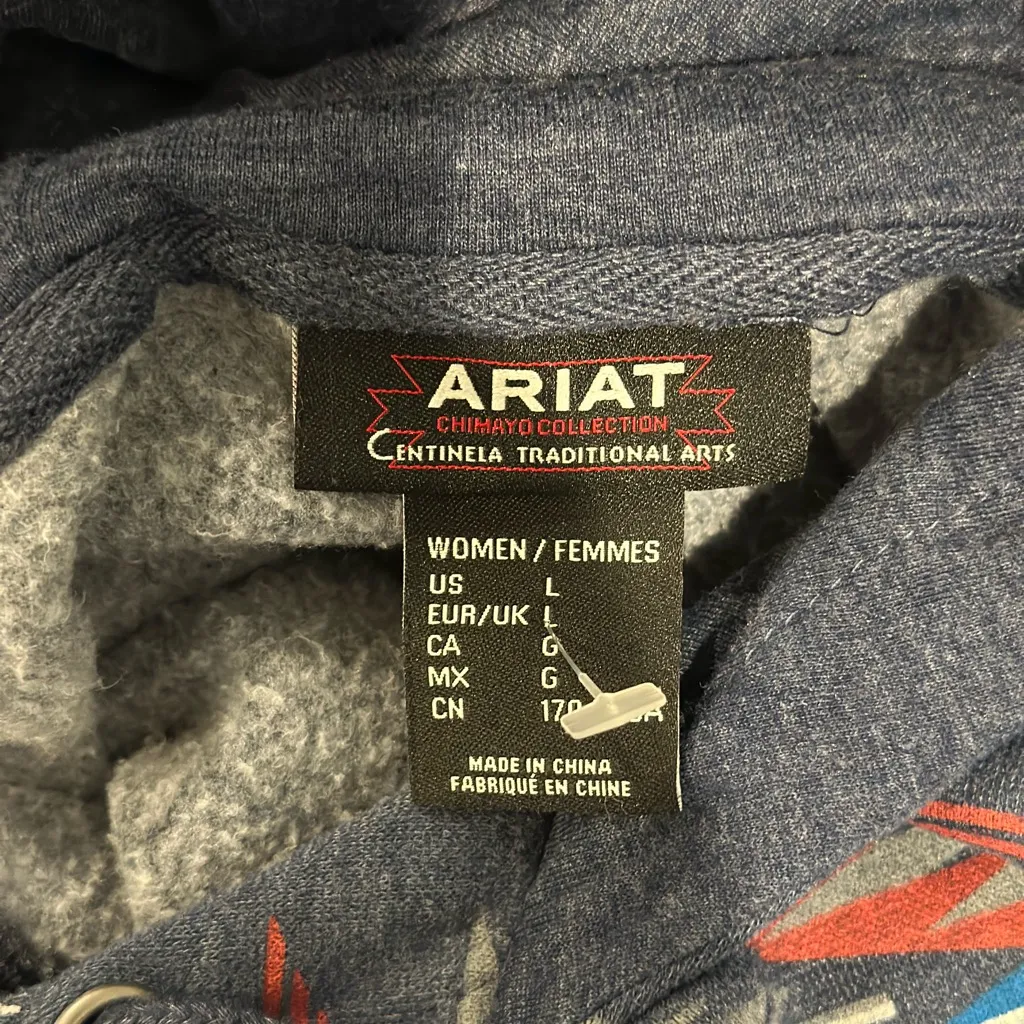 ARIAT
CHIMAYO COLLECTION
CENTINELA TRADITIONAL ARTS
WOMEN / FEMMES
US L
EUR/UK L
CA G
MX G
CN
MADE IN CHINA
FABRIQUÉ EN CHINE